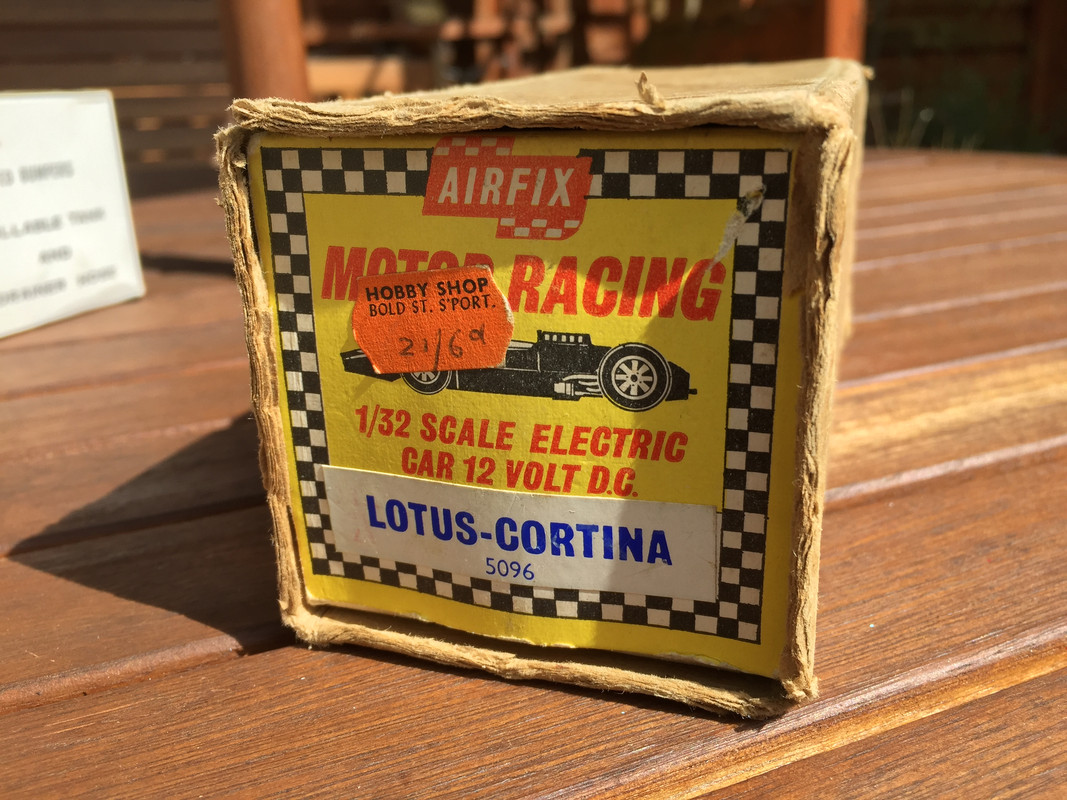 AIRFIX
MOTOR RACING
HOBBY SHOP
BOLD ST. S'PORT.
21/6d
1/32 SCALE ELECTRIC
CAR 12 VOLT D.C.
LOTUS-CORTINA
5096
AND